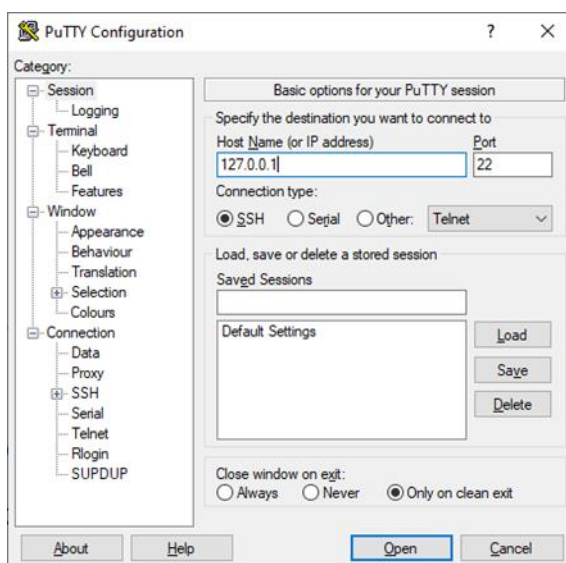 PuTTY Configuration
? X
Category:
Session
Logging
Terminal
Keyboard
Bell
Features
Window
Appearance
Behaviour
Translation
Selection
Colours
Connection
Data
Proxy
SSH
Serial
Telnet
Rlogin
SUPDUP
Basic options for your PuTTY session
Specify the destination you want to connect to
Host Name (or IP address) Port
127.0.0.1 22
Connection type:
SSH Serial Other: Telnet
Load, save or delete a stored session
Saved Sessions
Default Settings
Load
Save
Delete
Close window on exit:
Always Never Only on clean exit
About Help Open Cancel